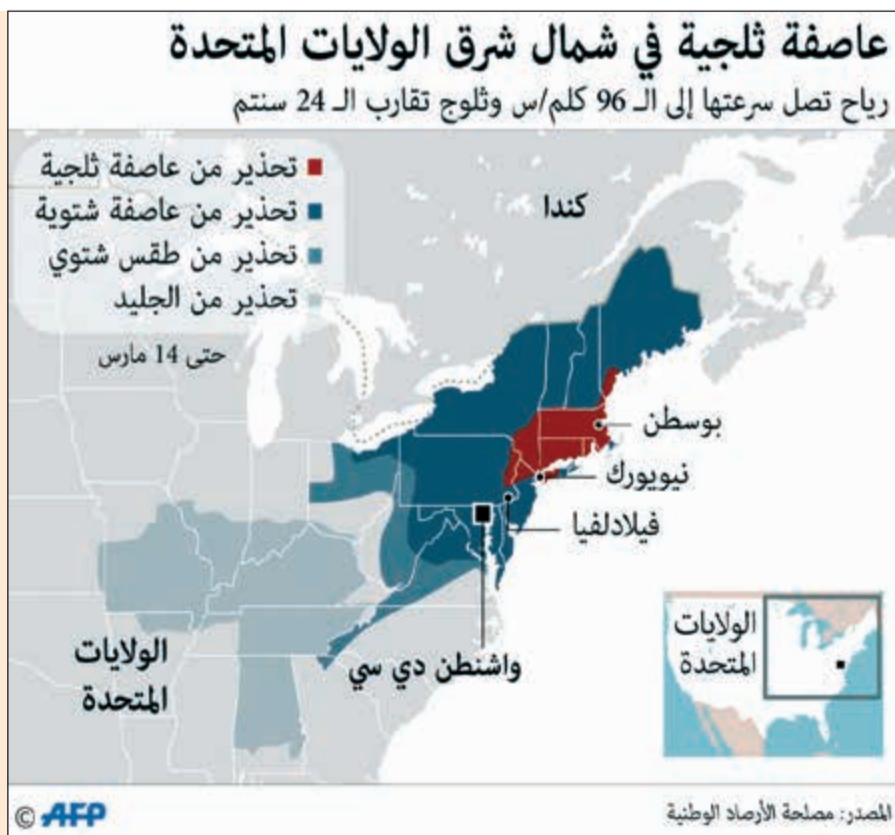 عاصفة ثلجية في شمال شرق الولايات المتحدة
رياح تصل سرعتها إلى الـ 96 كلم/س وثلوج تقارب الـ 24 سنتم
تحذير من عاصفة ثلجية
تحذير من عاصفة شتوية
تحذير من طقس شتوي
تحذير من الجليد
حتى 14 مارس
كندا
بوسطن
نيويورك
فيلادلفيا
واشنطن دي سي
الولايات
المتحدة
الولايات
المتحدة
المصدر: مصلحة الأرصاد الوطنية
© AFP